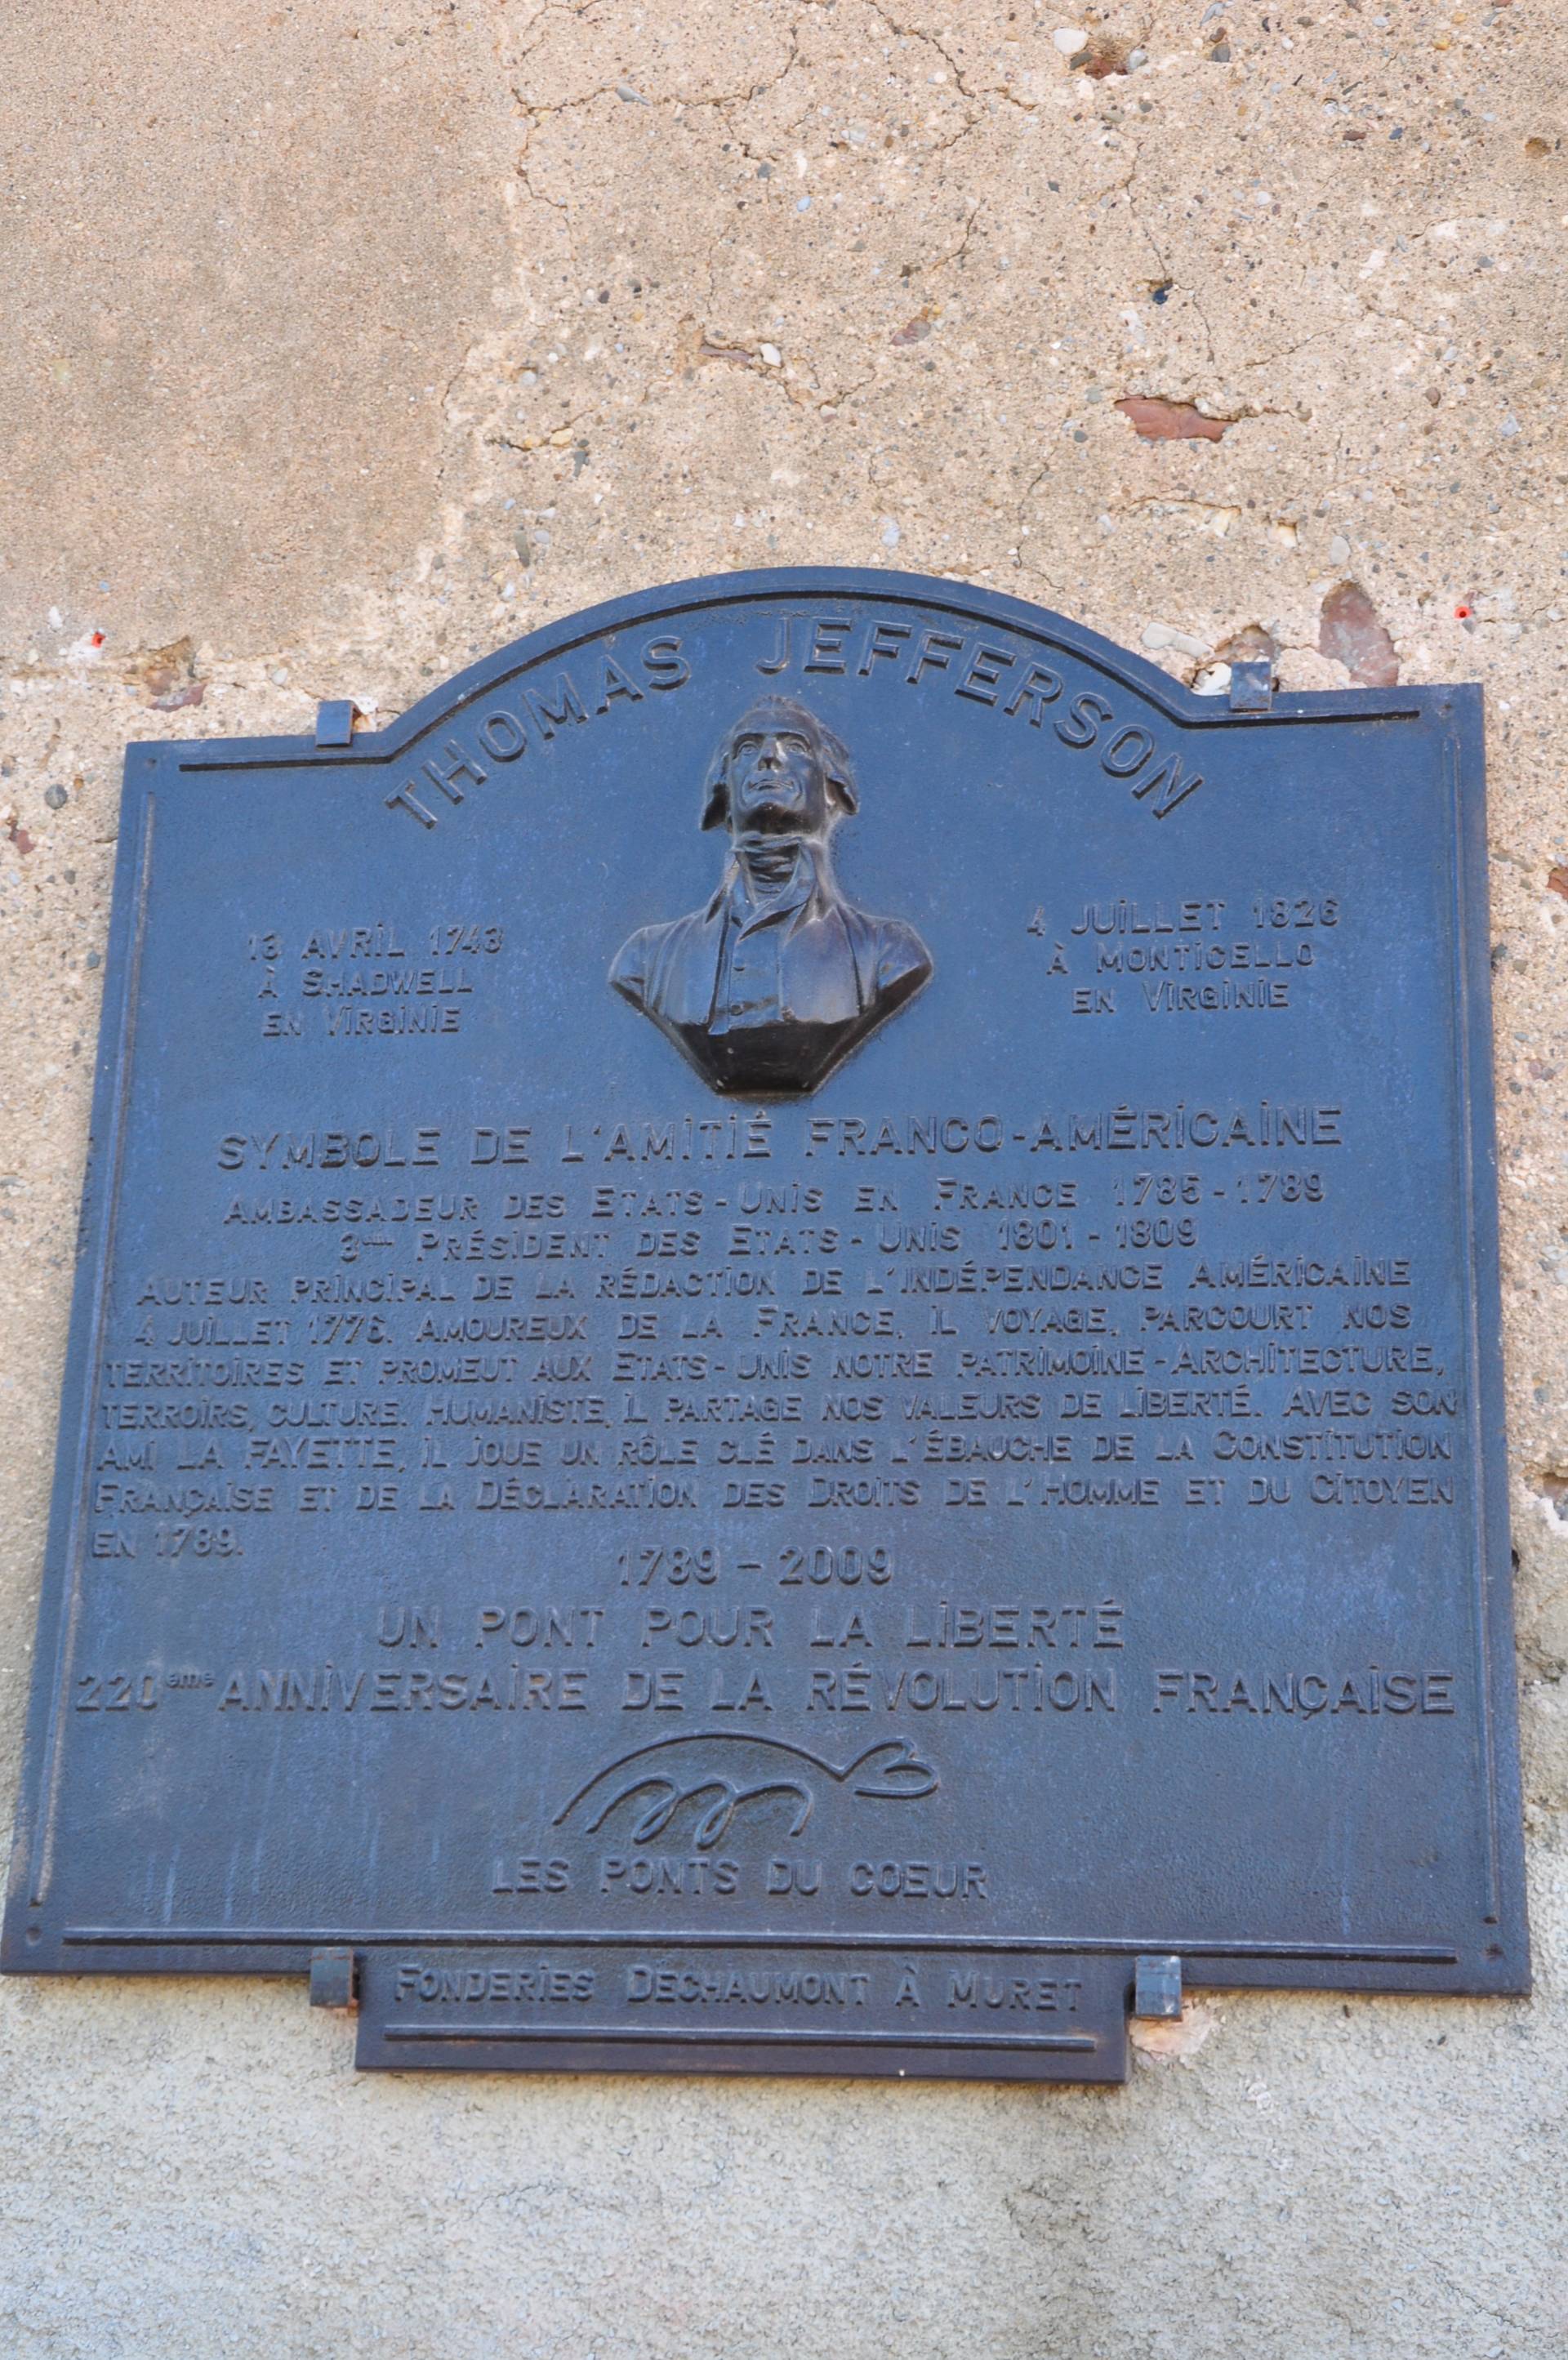 THOMAS JEFFERSON
13 AVRIL 1743
À SHADWELL
EN VIRGINIE
4 JUILLET 1826
À MONTICELLO
EN VIRGINIE
SYMBOLE DE L'AMITIÉ FRANCO-AMÉRICAINE
AMBASSADEUR DES ETATS-UNIS EN FRANCE 1785-1789
3ème PRÉSIDENT DES ETATS-UNIS 1801-1809
AUTEUR PRINCIPAL DE LA RÉDACTION DE L'INDÉPENDANCE AMÉRICAINE
4 JUILLET 1776. AMOUREUX DE LA FRANCE, IL VOYAGE, PARCOURT NOS
TERRITOIRES ET PROMEUT AUX ETATS-UNIS NOTRE PATRIMOINE-ARCHITECTURE,
TERROIRS, CULTURE. HUMANISTE, IL PARTAGE NOS VALEURS DE LIBERTÉ. AVEC SON
AMI LA FAYETTE, IL JOUE UN RÔLE CLÉ DANS L'ÉBAUCHE DE LA CONSTITUTION
FRANÇAISE ET DE LA DÉCLARATION DES DROITS DE L'HOMME ET DU CITOYEN
EN 1789.
1789 - 2009
UN PONT POUR LA LIBERTÉ
220ème ANNIVERSAIRE DE LA RÉVOLUTION FRANÇAISE
LES PONTS DU COEUR
FONDERIES DECHAUMONT À MURET